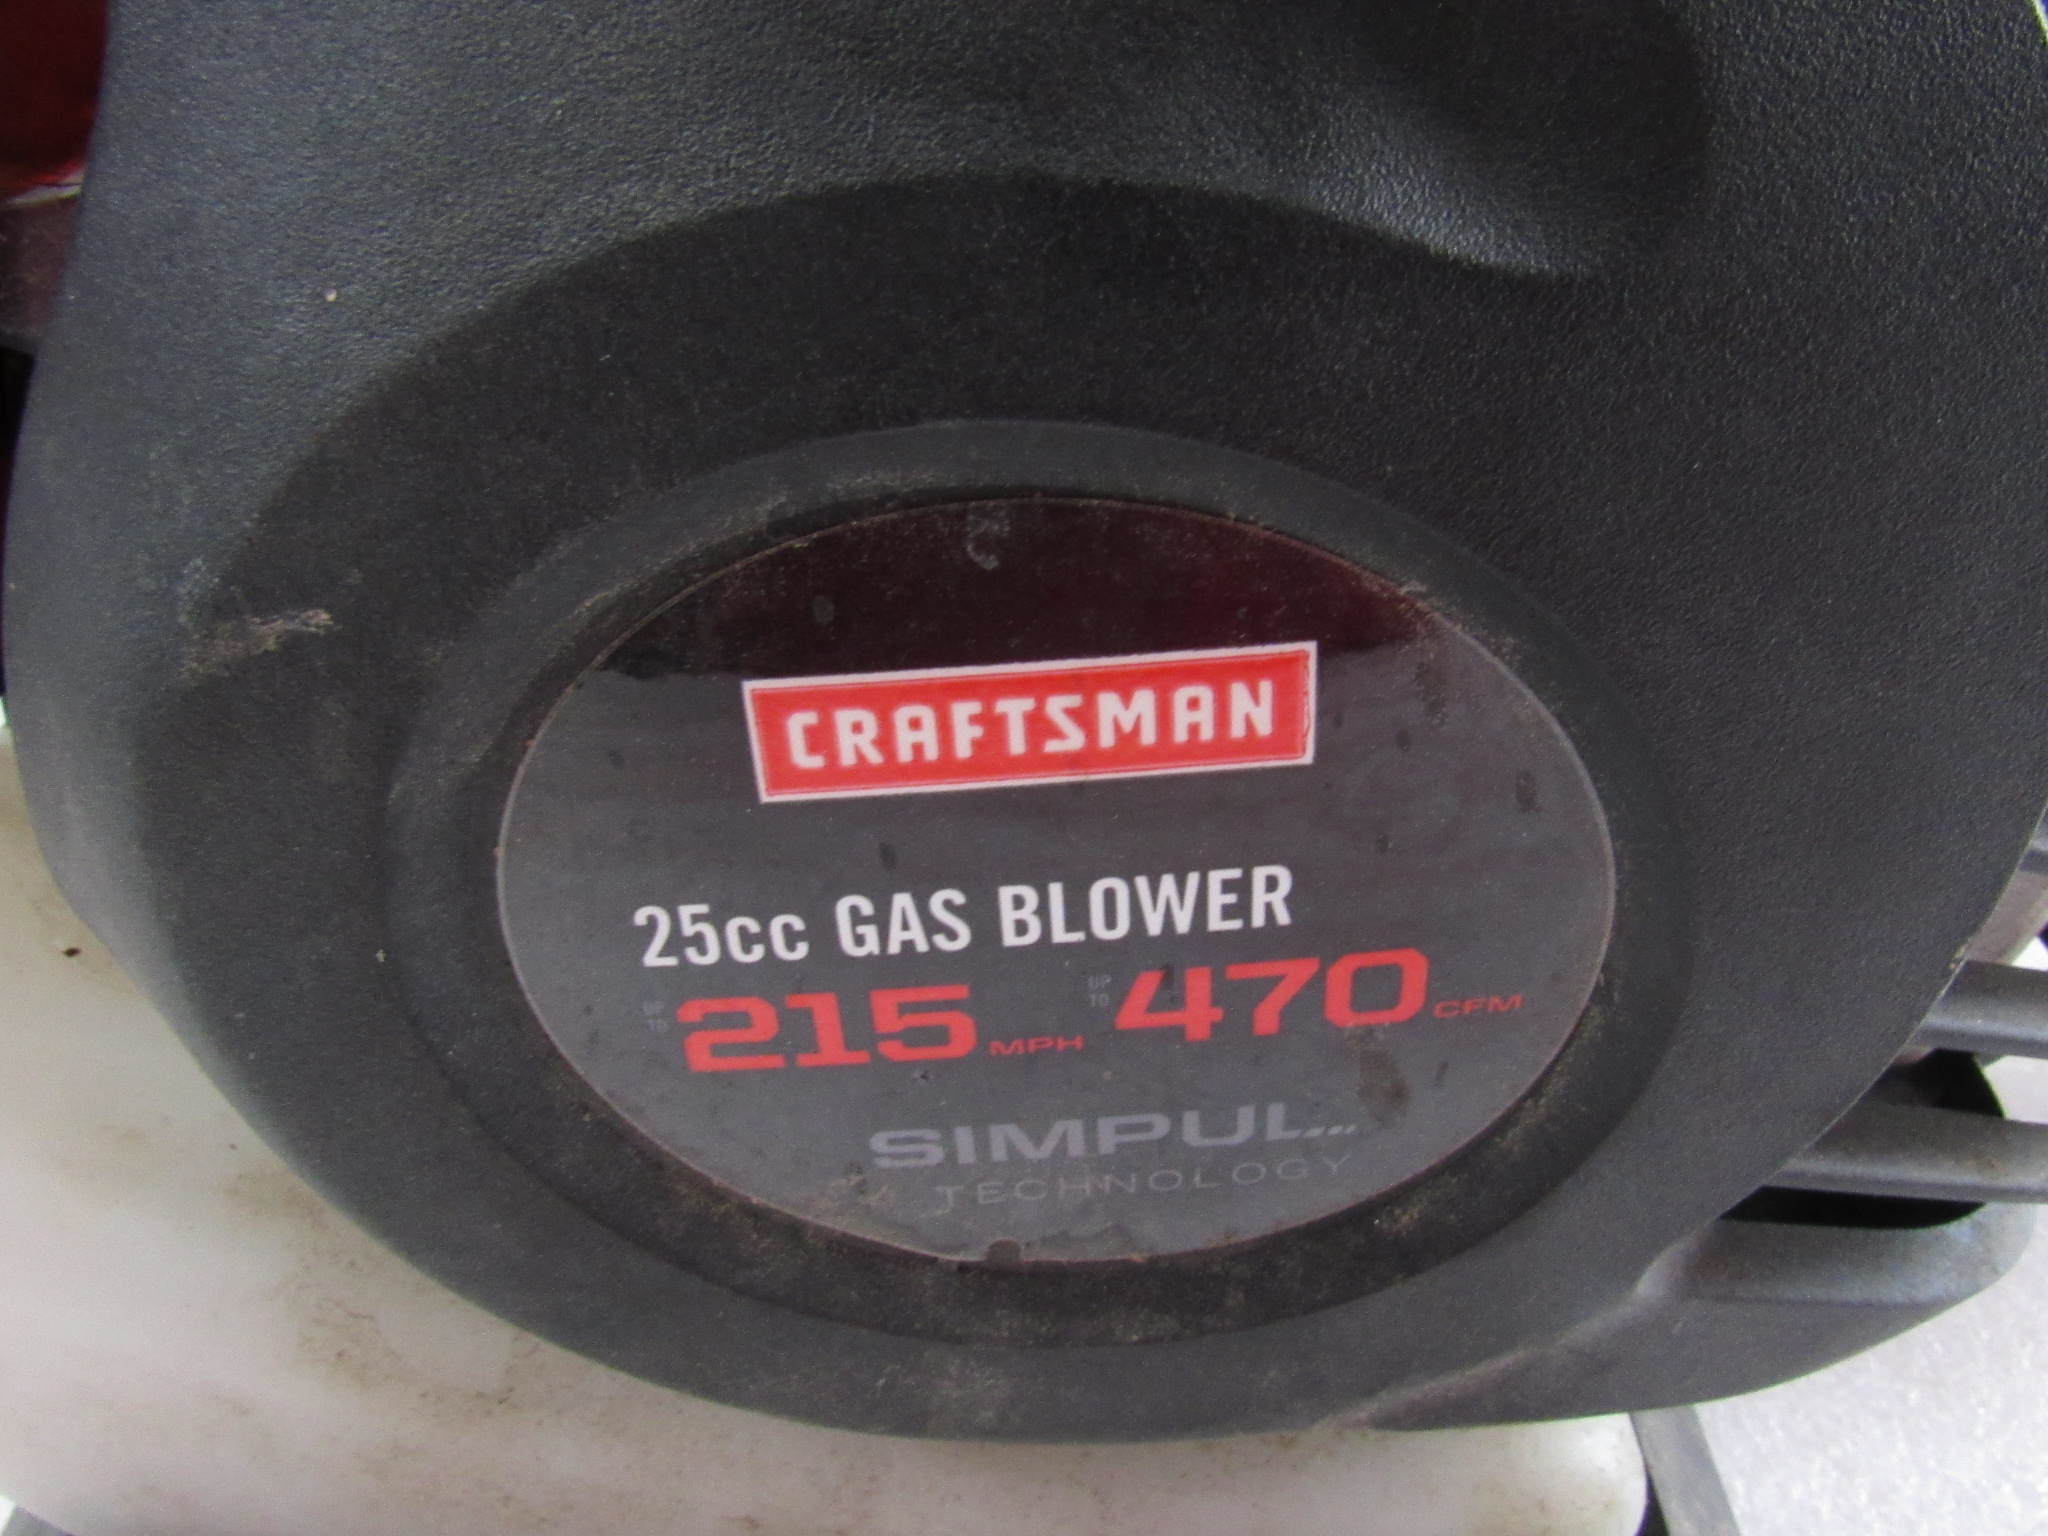 CRAFTSMAN
25cc GAS BLOWER
UP TO 215 MPH UP TO 470 CFM
SIMPUL...
TECHNOLOGY